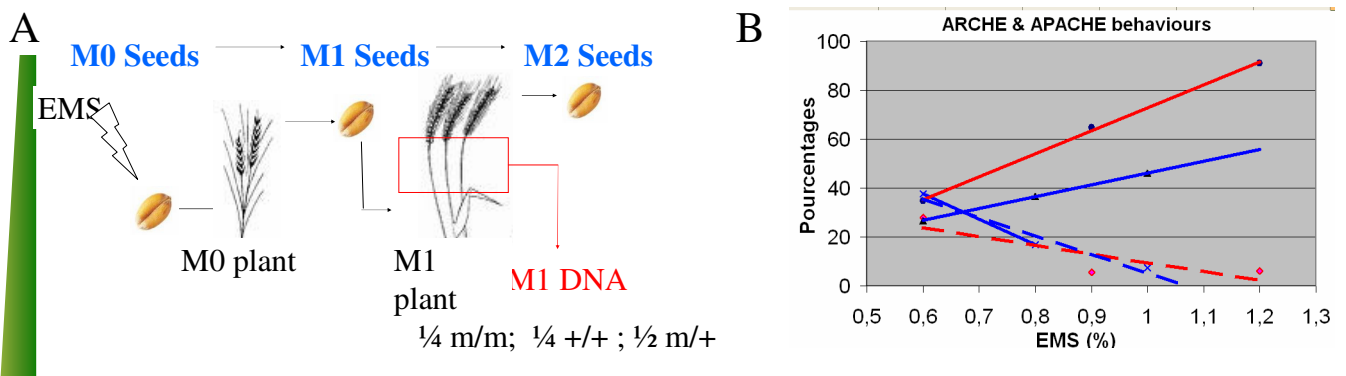 A
M0 Seeds M1 Seeds M2 Seeds
EMS
M0 plant
M1
plant
M1 DNA
¼ m/m; ¼ +/+ ; ½ m/+
B
ARCHE & APACHE behaviours
Pourcentages
100
80
60
40
20
0
0,5 0,6 0,7 0,8 0,9 1 1,1 1,2 1,3
EMS (%)